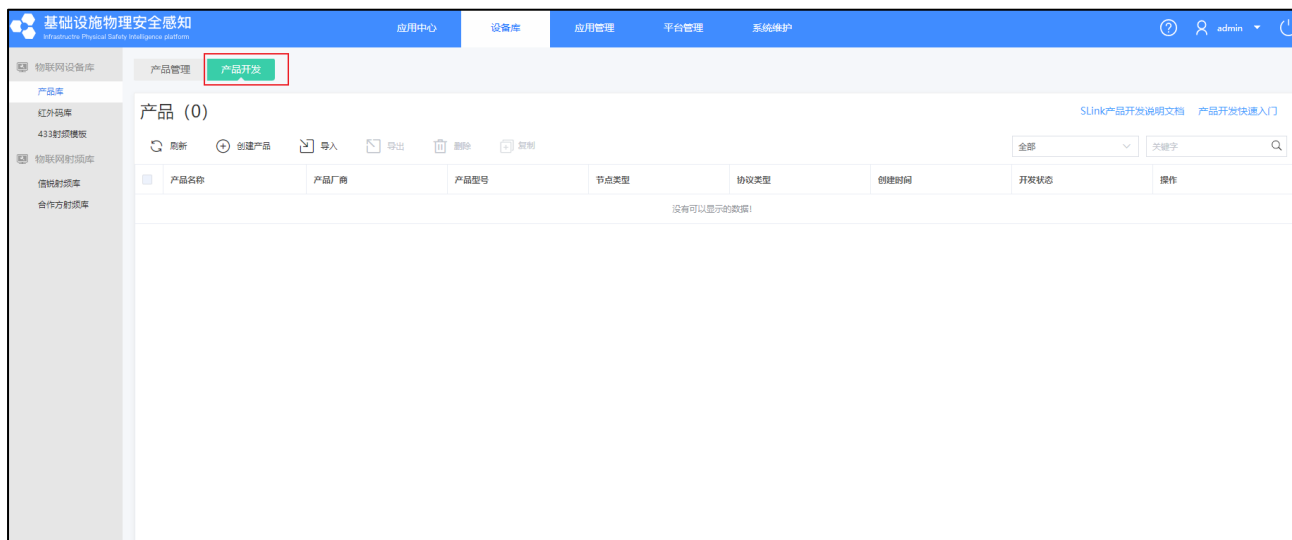 基础设施物理安全感知
Infrastructre Physical Safety Intelligence platform
应用中心 设备库 应用管理 平台管理 系统维护 admin
物联网设备库
产品库
红外码库
433射频模板
物联网射频库
信锐射频库
合作方射频库
产品管理 产品开发
产品（0） SLink产品开发说明文档 产品开发快速入门
刷新 创建产品 导入 导出 删除 复制 全部 关键字
产品名称 产品厂商 产品型号 节点类型 协议类型 创建时间 开发状态 操作
没有可以显示的数据!